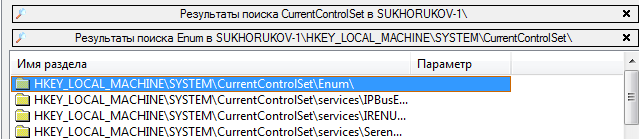 Результаты поиска CurrentControlSet в SUKHORUKOV-1\
Результаты поиска Enum в SUKHORUKOV-1\HKEY_LOCAL_MACHINE\SYSTEM\CurrentControlSet\
Имя раздела Параметр
HKEY_LOCAL_MACHINE\SYSTEM\CurrentControlSet\Enum\
HKEY_LOCAL_MACHINE\SYSTEM\CurrentControlSet\services\IPBusE...
HKEY_LOCAL_MACHINE\SYSTEM\CurrentControlSet\services\IRENU...
HKEY_LOCAL_MACHINE\SYSTEM\CurrentControlSet\services\Seren...